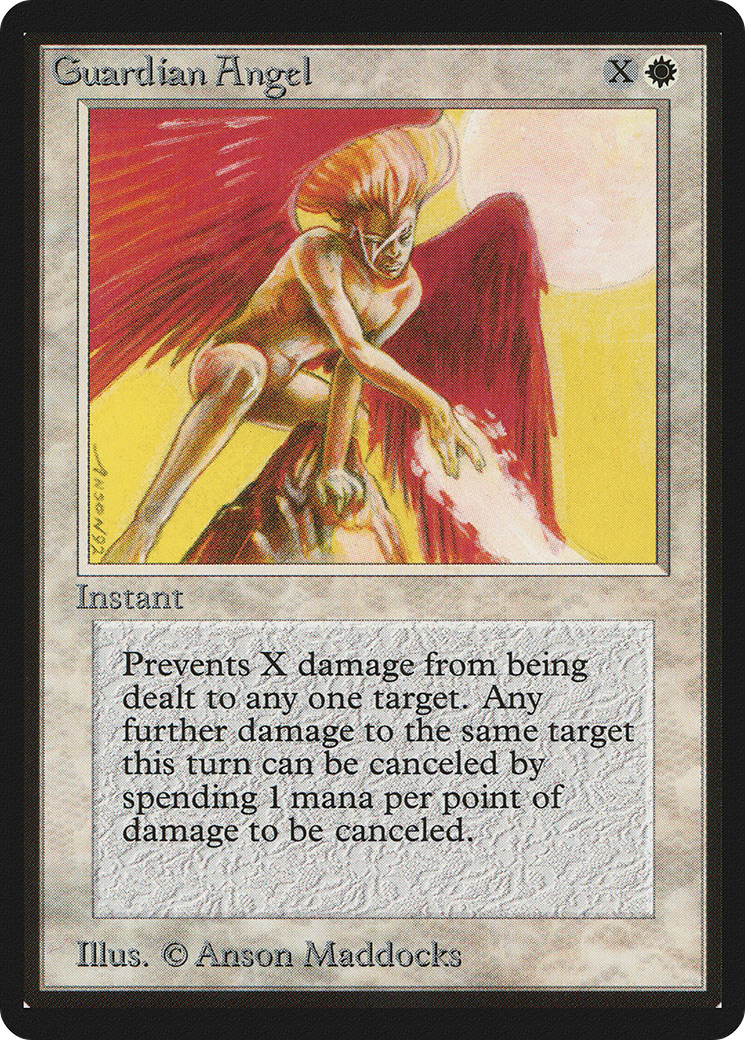 Guardian Angel X
ANSON92
Instant
Prevents X damage from being
dealt to any one target. Any
further damage to the same target
this turn can be canceled by
spending 1 mana per point of
damage to be canceled.
Illus. © Anson Maddocks